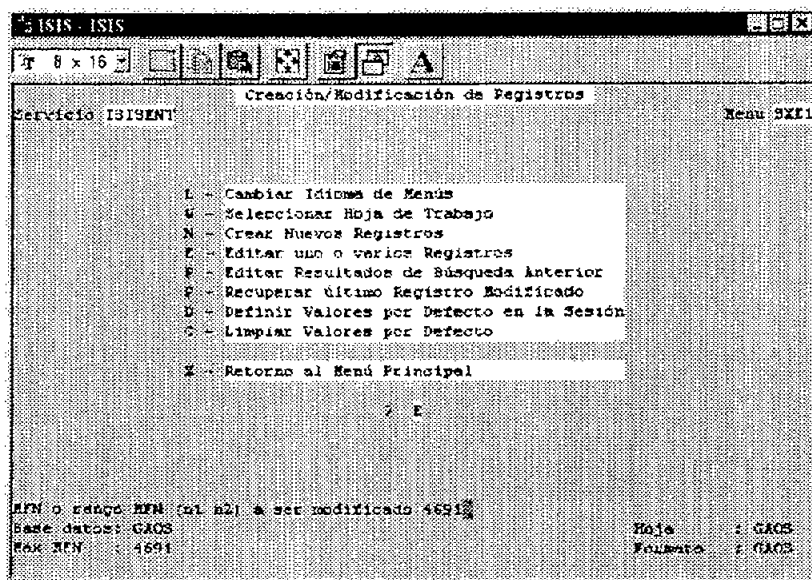 ISIS - ISIS
8 x 16
A
Creación/Modificación de Registros
Servicio ISISENT Menu SXE1
L - Cambiar Idioma de Menús
W - Seleccionar Hoja de Trabajo
N - Crear Nuevos Registros
E - Editar uno o varios Registros
R - Editar Resultados de Búsqueda Anterior
P - Recuperar último Registro Modificado
D - Definir Valores por Defecto en la Sesión
C - Limpiar Valores por Defecto
X - Retorno al Menú Principal
? E
MFN o rango MFN (n1 n2) a ser modificado 4691
Base datos: GAOS Hoja : GAOS
Max MFN : 4691 Formato : GAOS